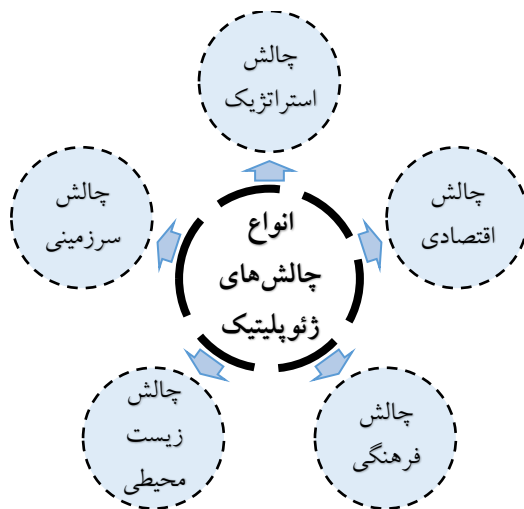 چالش
استراتژیک
چالش
اقتصادی
چالش
سرزمینی
انواع
چالش‌های
ژئوپلیتیک
چالش
فرهنگی
چالش
زیست
محیطی